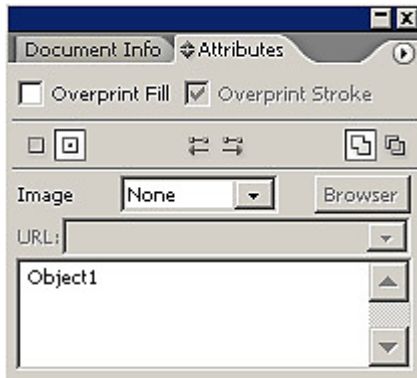 Document Info Attributes
Overprint Fill Overprint Stroke
Image None Browser
URL:
Object1